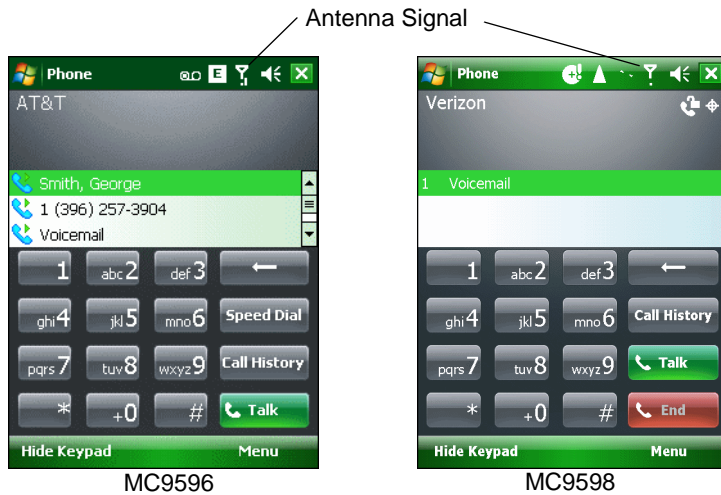 Antenna Signal
Phone E
AT&T
Smith, George
1 (396) 257-3904
Voicemail
1 abc2 def3
ghi4 jkl5 mno6 Speed Dial
pqrs7 tuv8 wxyz9 Call History
* +0 # Talk
Hide Keypad Menu
MC9596
Phone
Verizon
1 Voicemail
1 abc2 def3
ghi4 jkl5 mno6 Call History
pqrs7 tuv8 wxyz9 Talk
* +0 # End
Hide Keypad Menu
MC9598